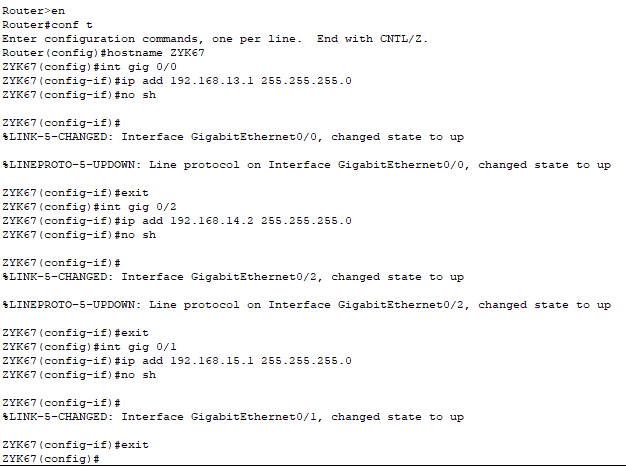 Router>en
Router#conf t
Enter configuration commands, one per line.  End with CNTL/Z.
Router(config)#hostname ZYK67
ZYK67(config)#int gig 0/0
ZYK67(config-if)#ip add 192.168.13.1 255.255.255.0
ZYK67(config-if)#no sh
ZYK67(config-if)#
%LINK-5-CHANGED: Interface GigabitEthernet0/0, changed state to up
%LINEPROTO-5-UPDOWN: Line protocol on Interface GigabitEthernet0/0, changed state to up
ZYK67(config-if)#exit
ZYK67(config)#int gig 0/2
ZYK67(config-if)#ip add 192.168.14.2 255.255.255.0
ZYK67(config-if)#no sh
ZYK67(config-if)#
%LINK-5-CHANGED: Interface GigabitEthernet0/2, changed state to up
%LINEPROTO-5-UPDOWN: Line protocol on Interface GigabitEthernet0/2, changed state to up
ZYK67(config-if)#exit
ZYK67(config)#int gig 0/1
ZYK67(config-if)#ip add 192.168.15.1 255.255.255.0
ZYK67(config-if)#no sh
ZYK67(config-if)#
%LINK-5-CHANGED: Interface GigabitEthernet0/1, changed state to up
ZYK67(config-if)#exit
ZYK67(config)#